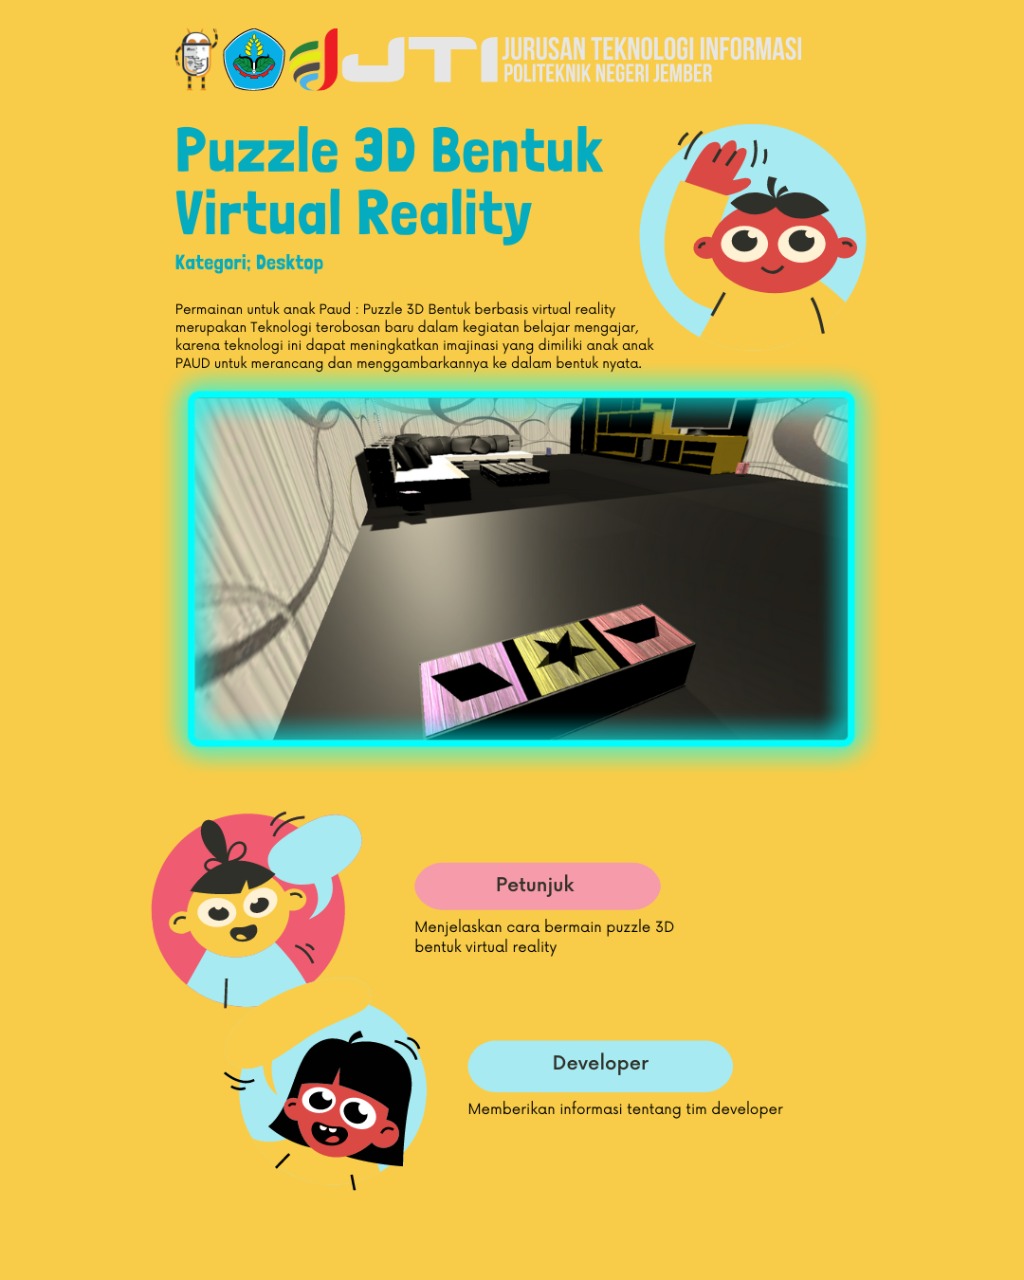 JTI JURUSAN TEKNOLOGI INFORMASI
POLITEKNIK NEGERI JEMBER
Puzzle 3D Bentuk
Virtual Reality
Kategori; Desktop
Permainan untuk anak Paud : Puzzle 3D Bentuk berbasis virtual reality
merupakan Teknologi terobosan baru dalam kegiatan belajar mengajar,
karena teknologi ini dapat meningkatkan imajinasi yang dimiliki anak anak
PAUD untuk merancang dan menggambarkannya ke dalam bentuk nyata.
Petunjuk
Menjelaskan cara bermain puzzle 3D
bentuk virtual reality
Developer
Memberikan informasi tentang tim developer